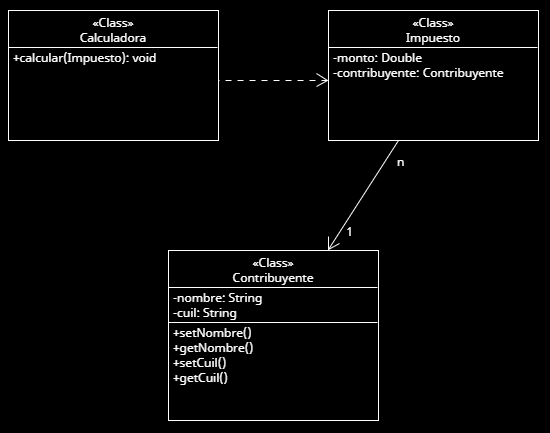 «Class»
Calculadora
+calcular(Impuesto): void
«Class»
Impuesto
-monto: Double
-contribuyente: Contribuyente
n
1
«Class»
Contribuyente
-nombre: String
-cuil: String
+setNombre()
+getNombre()
+setCuil()
+getCuil()